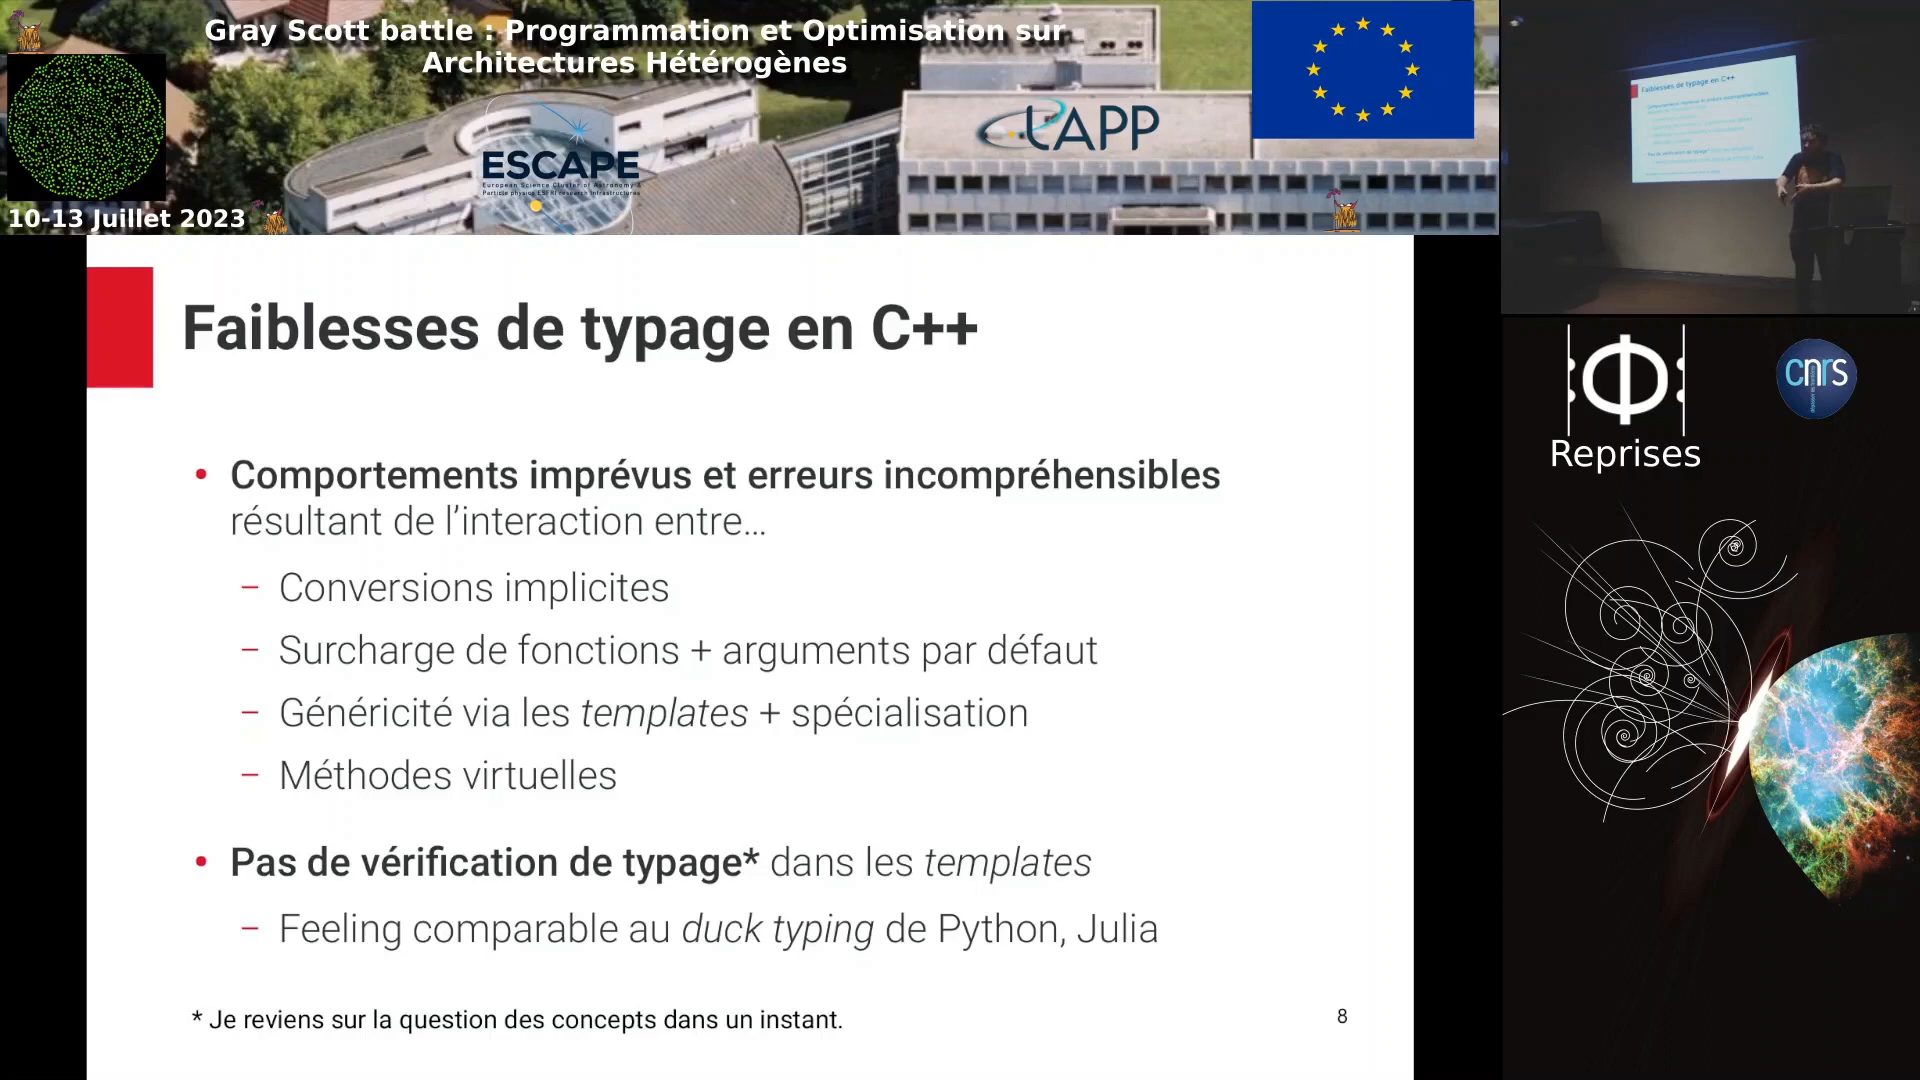 Gray Scott battle : Programmation et Optimisation sur
Architectures Hétérogènes
ESCAPE
European Science Cluster of Astronomy &
Particle physics ESFRI research Infrastructures
LAPP
10-13 Juillet 2023
Faiblesses de typage en C++
Reprises
cnrs
Faiblesses de typage en C++
• Comportements imprévus et erreurs incompréhensibles
résultant de l’interaction entre…
– Conversions implicites
– Surcharge de fonctions + arguments par défaut
– Généricité via les templates + spécialisation
– Méthodes virtuelles
• Pas de vérification de typage* dans les templates
– Feeling comparable au duck typing de Python, Julia
* Je reviens sur la question des concepts dans un instant.
8